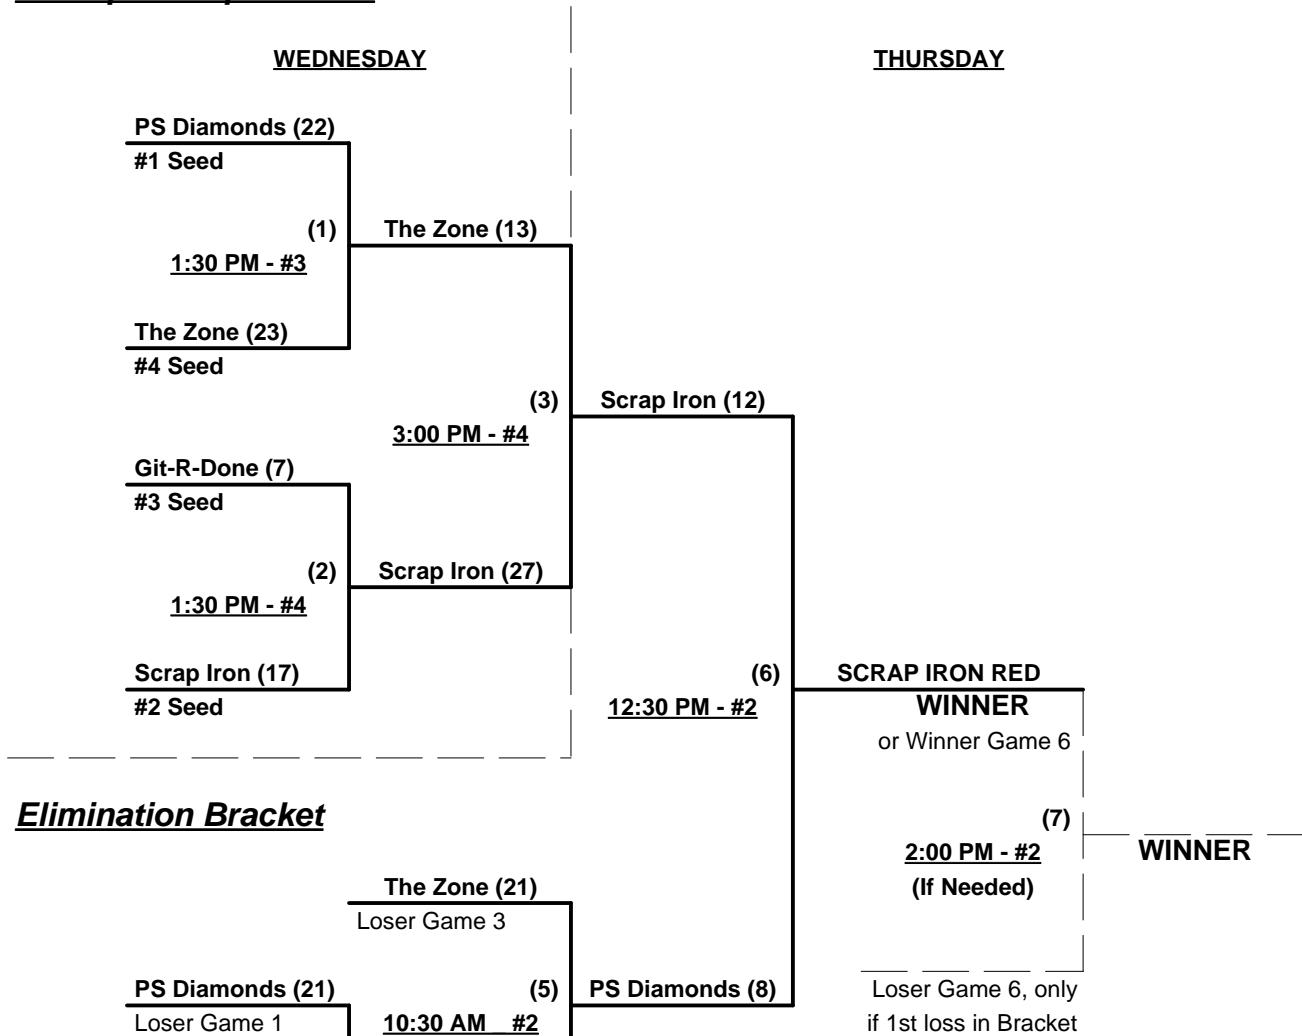 WEDNESDAY
THURSDAY
PS Diamonds (22)
#1 Seed
(1)
The Zone (13)
1:30 PM - #3
The Zone (23)
#4 Seed
(3)
Scrap Iron (12)
3:00 PM - #4
Git-R-Done (7)
#3 Seed
(2)
Scrap Iron (27)
1:30 PM - #4
Scrap Iron (17)
#2 Seed
(6)
SCRAP IRON RED
12:30 PM - #2
WINNER
or Winner Game 6
Elimination Bracket
(7)
2:00 PM - #2
WINNER
(If Needed)
The Zone (21)
Loser Game 3
PS Diamonds (21)
(5)
PS Diamonds (8)
Loser Game 6, only
Loser Game 1
10:30 AM _ #2
if 1st loss in Bracket